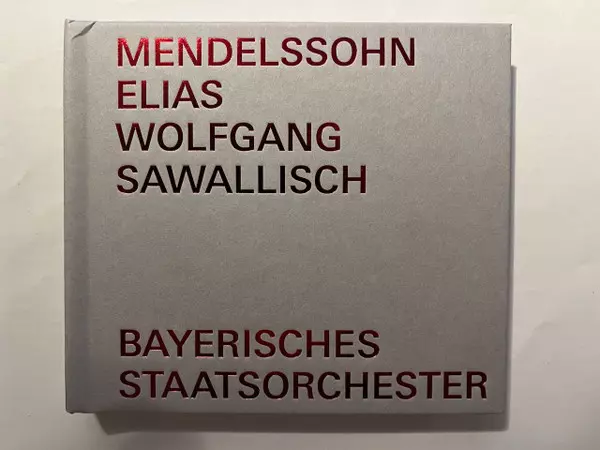 MENDELSSOHN
ELIAS
WOLFGANG
SAWALLISCH
BAYERISCHES
STAATSORCHESTER